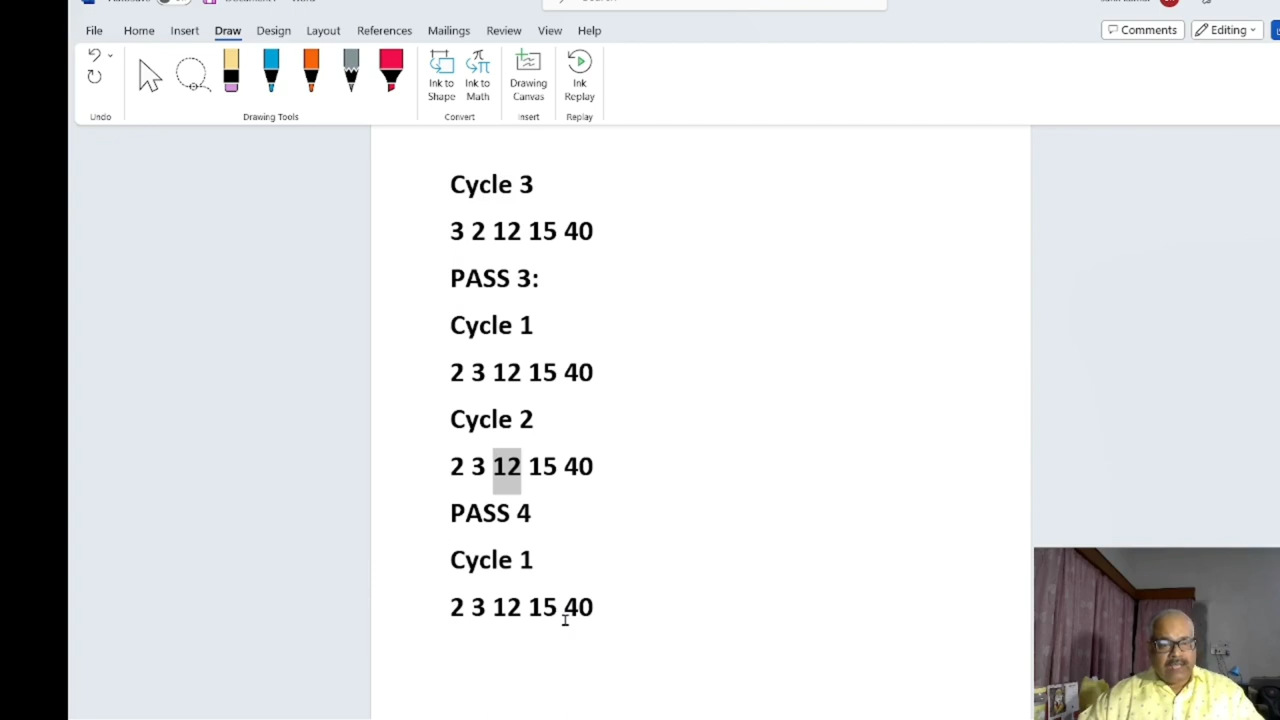 File Home Insert Draw Design Layout References Mailings Review View Help Comments Editing
Undo
Drawing Tools
Ink to Shape
Ink to Math
Convert
Drawing Canvas
Insert
Ink Replay
Replay
Cycle 3
3 2 12 15 40
PASS 3:
Cycle 1
2 3 12 15 40
Cycle 2
2 3 12 15 40
PASS 4
Cycle 1
2 3 12 15 40